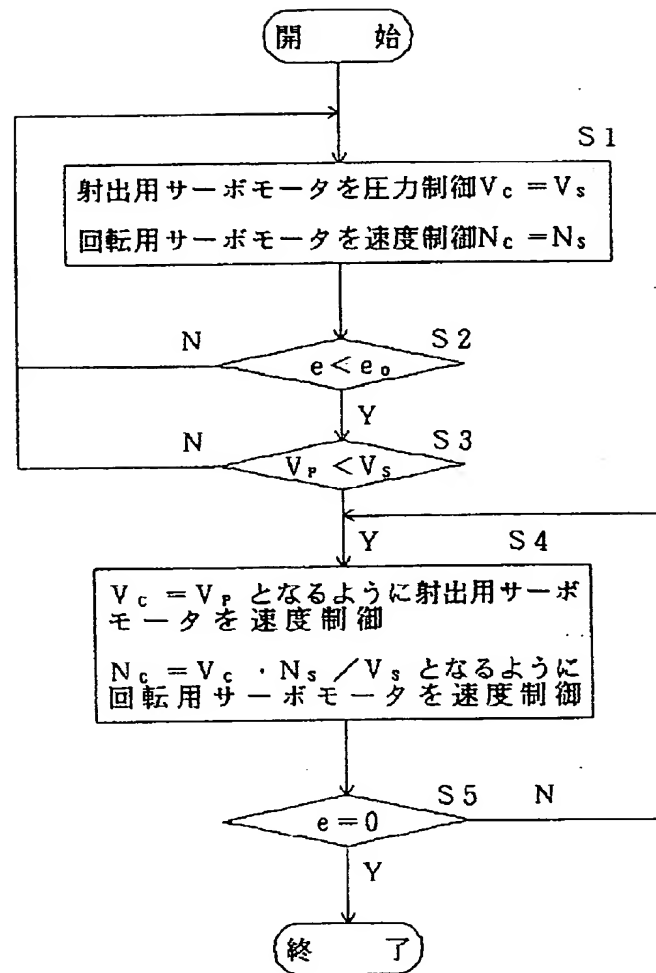 開 始
S1
射出用サーボモータを圧力制御Vc=Vs
回転用サーボモータを速度制御Nc=Ns
N
S2
e<e₀
Y
N
S3
VP<VS
Y
S4
Vc=VPとなるように射出用サーボ
モータを速度制御
Nc=Vc・Ns/Vsとなるように
回転用サーボモータを速度制御
S5
N
e=0
Y
終 了